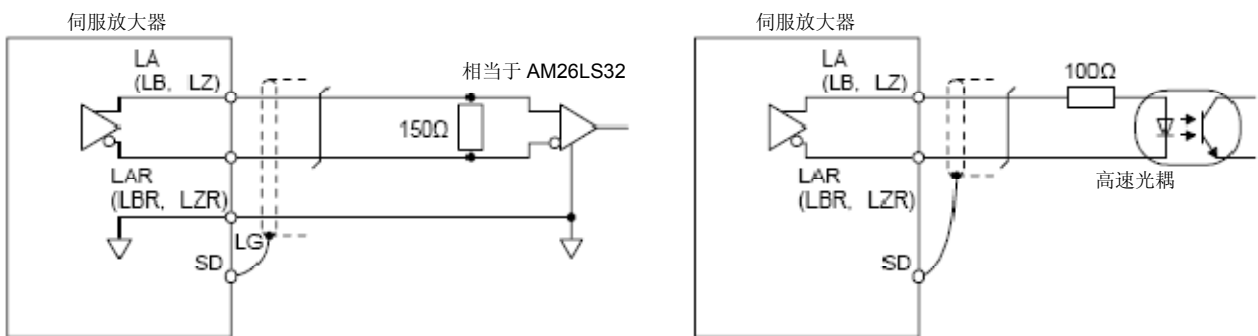 伺服放大器
LA
(LB, LZ)
相当于 AM26LS32
150Ω
LAR
(LBR, LZR)
LG
SD
伺服放大器
LA
(LB, LZ)
100Ω
高速光耦
LAR
(LBR, LZR)
SD